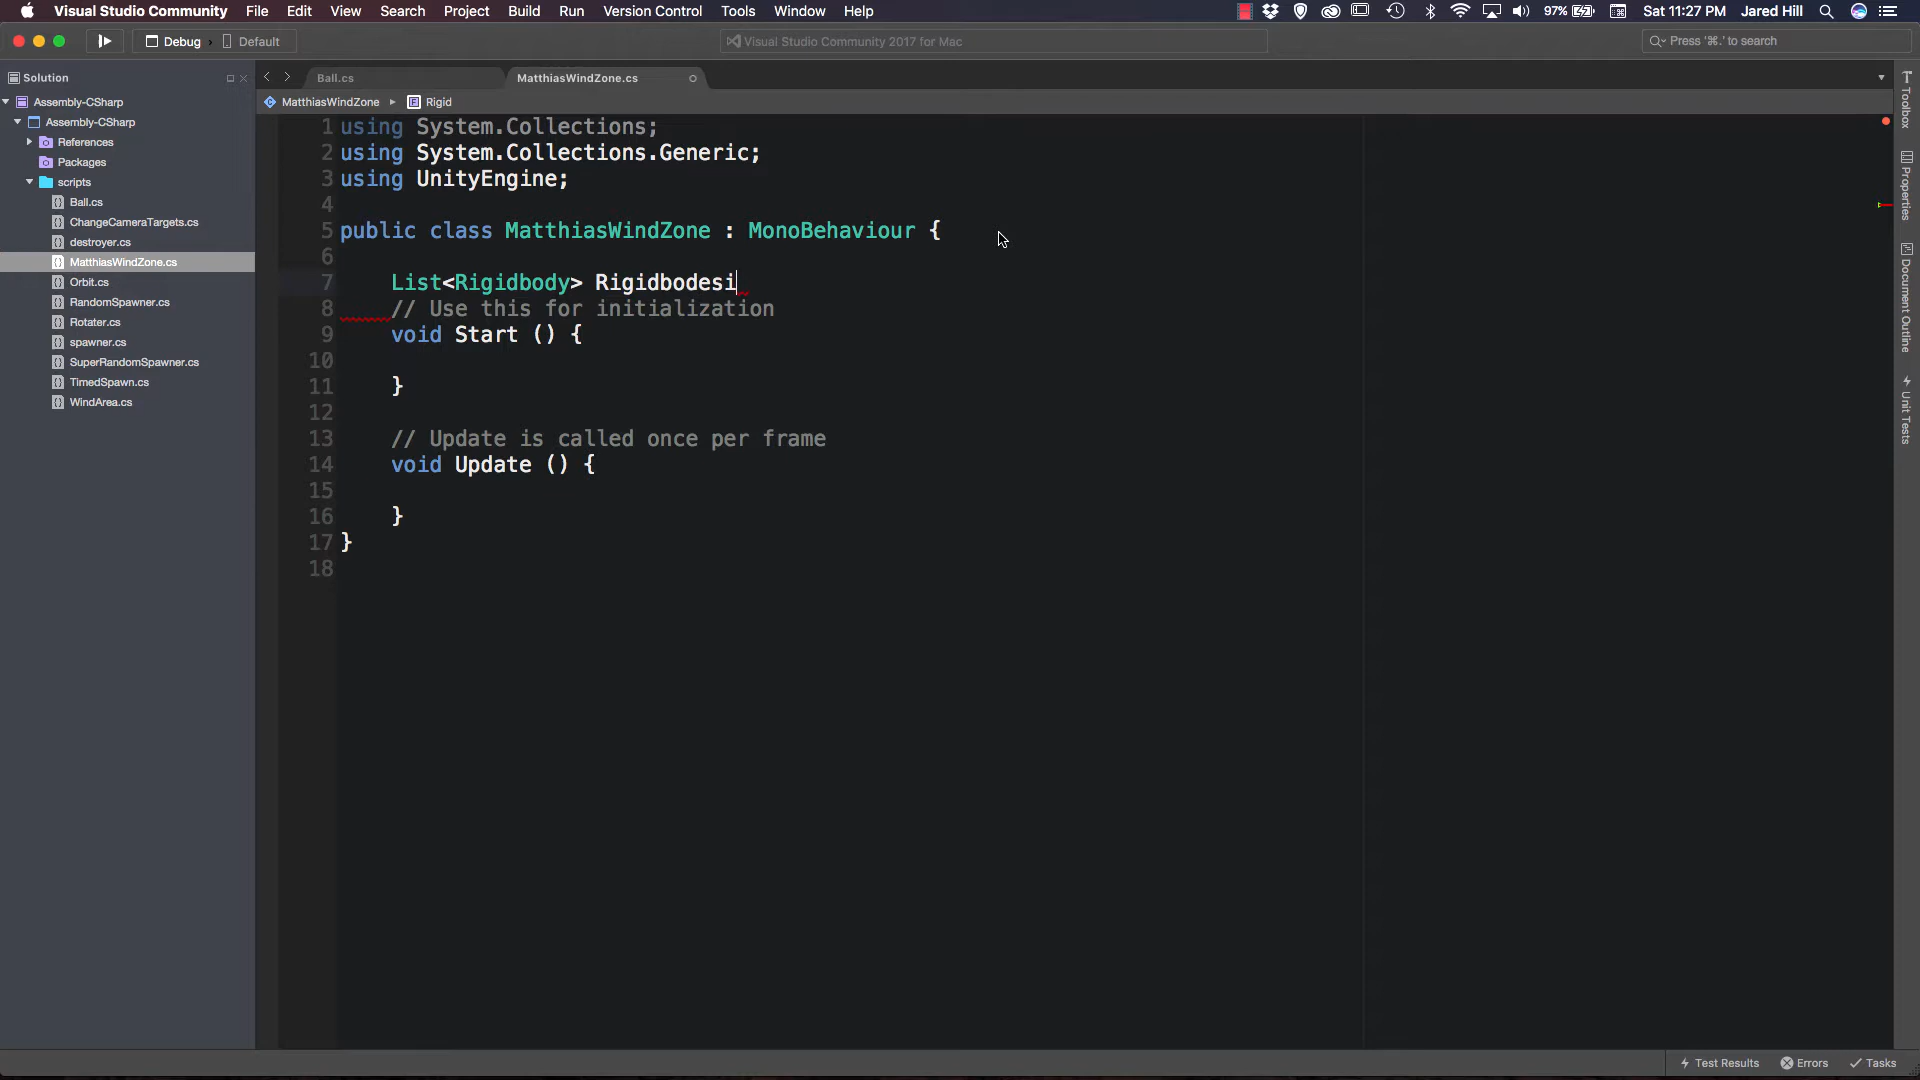 Visual Studio Community File Edit View Search Project Build Run Version Control Tools Window Help 97% Sat 11:27 PM Jared Hill
Debug › Default Visual Studio Community 2017 for Mac Press '⌘.' to search
Solution
Assembly-CSharp
Assembly-CSharp
References
Packages
scripts
Ball.cs
ChangeCameraTargets.cs
destroyer.cs
MatthiasWindZone.cs
Orbit.cs
RandomSpawner.cs
Rotater.cs
spawner.cs
SuperRandomSpawner.cs
TimedSpawn.cs
WindArea.cs
Ball.cs MatthiasWindZone.cs
MatthiasWindZone ▸ Rigid
1 using System.Collections;
2 using System.Collections.Generic;
3 using UnityEngine;
4
5 public class MatthiasWindZone : MonoBehaviour {
6
7 List<Rigidbody> Rigidbodesi
8 // Use this for initialization
9 void Start () {
10
11 }
12
13 // Update is called once per frame
14 void Update () {
15
16 }
17 }
18
Toolbox
Properties
Document Outline
Unit Tests
Test Results Errors Tasks